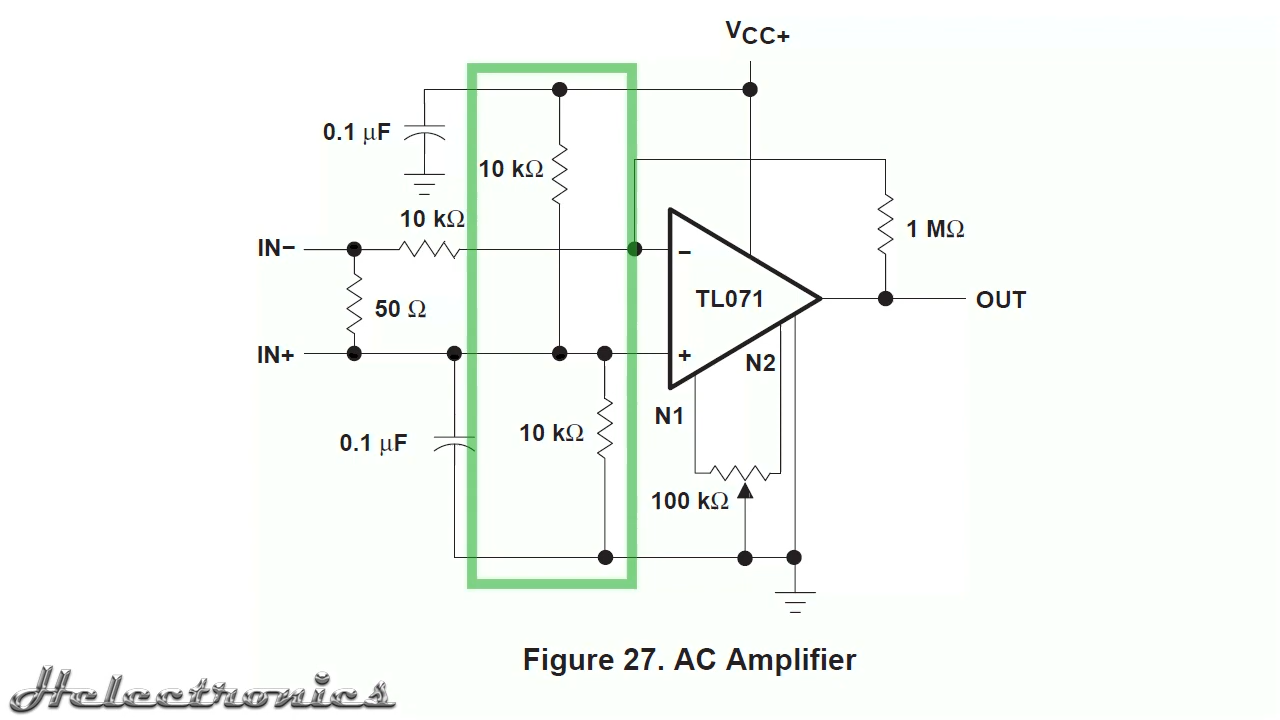 VCC+
0.1 μF
10 kΩ
10 kΩ
IN−
1 MΩ
−
TL071
50 Ω
OUT
IN+
+
N2
N1
0.1 μF
10 kΩ
100 kΩ
Figure 27. AC Amplifier
Helectronics